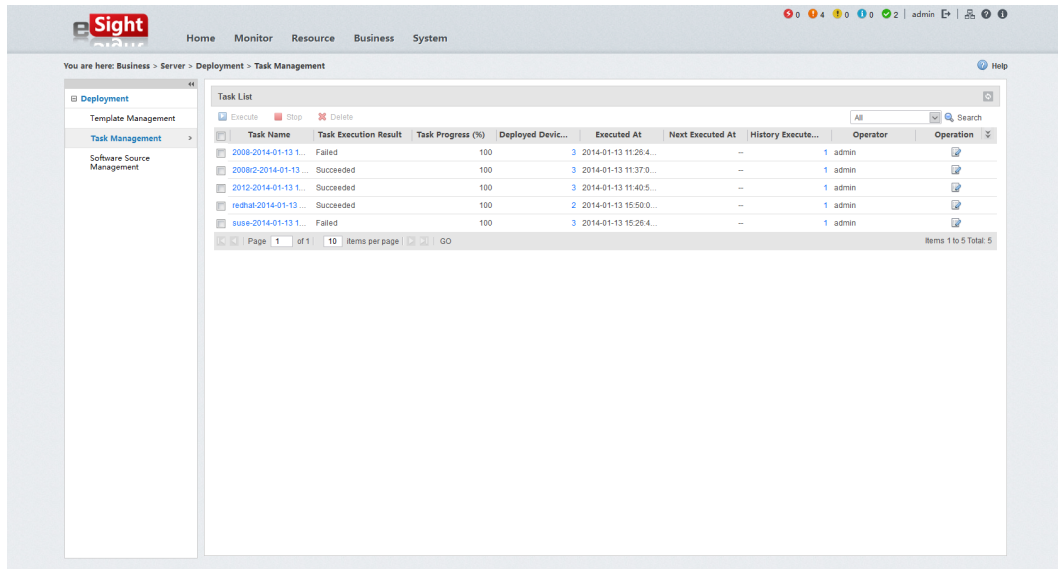 eSight
0 4 0 0 2 admin
Home Monitor Resource Business System
You are here: Business > Server > Deployment > Task Management
Help
Deployment
Template Management
Task Management
Software Source
Management
Task List
Execute Stop Delete
All Search
Task Name Task Execution Result Task Progress (%) Deployed Devic... Executed At Next Executed At History Execute... Operator Operation
2008-2014-01-13 1... Failed 100 3 2014-01-13 11:26:4... -- 1 admin
2008r2-2014-01-13 ... Succeeded 100 3 2014-01-13 11:37:0... -- 1 admin
2012-2014-01-13 1... Succeeded 100 3 2014-01-13 11:40:5... -- 1 admin
redhat-2014-01-13 ... Succeeded 100 2 2014-01-13 15:50:0... -- 1 admin
suse-2014-01-13 1... Failed 100 3 2014-01-13 15:26:4... -- 1 admin
Page 1 of 1 10 items per page GO
Items 1 to 5 Total: 5